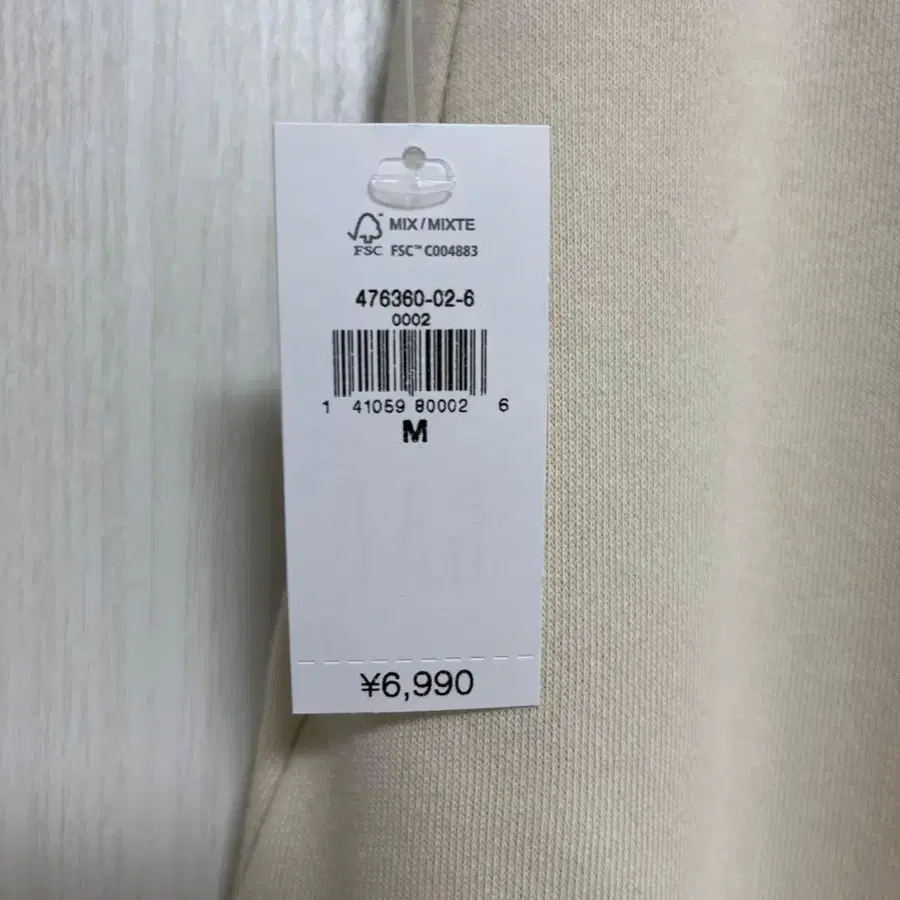 MIX/MIXTE
FSC FSC™ C004883
476360-02-6
0002
1 41059 80002 6
M
¥6,990